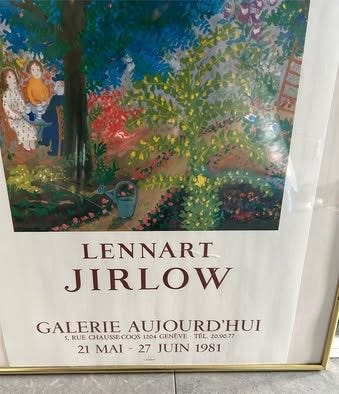 LENNART
JIRLOW
GALERIE AUJOURD'HUI
5, RUE CHAUSSE-COQS 1204 GENÈVE - TÉL. 20.90.77
21 MAI - 27 JUIN 1981